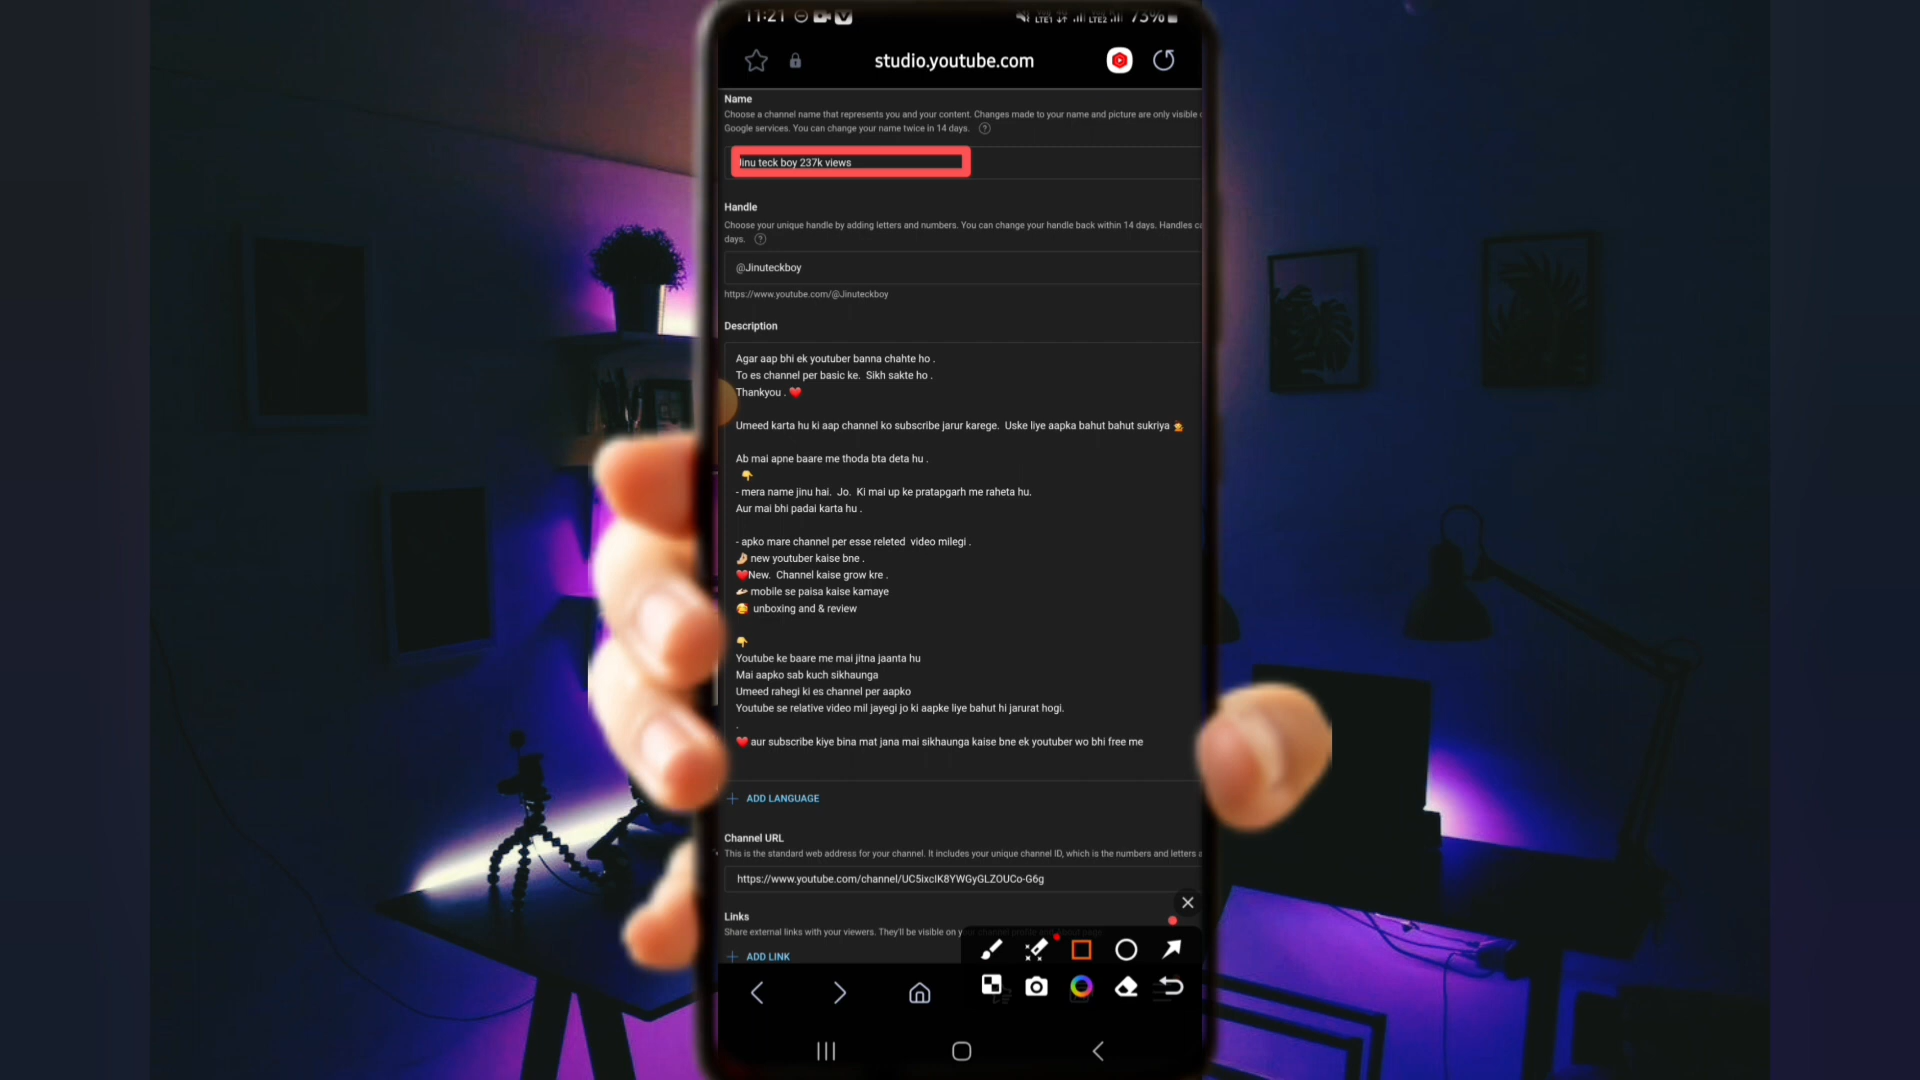 11:21
LTE1 LTE2 73%
studio.youtube.com
Name
Choose a channel name that represents you and your content. Changes made to your name and picture are only visible
Google services. You can change your name twice in 14 days.
Jinu teck boy 237k views
Handle
Choose your unique handle by adding letters and numbers. You can change your handle back within 14 days. Handles
days.
@Jinuteckboy
https://www.youtube.com/@Jinuteckboy
Description
Agar aap bhi ek youtuber banna chahte ho .
To es channel per basic ke. Sikh sakte ho .
Thankyou . ❤️
Umeed karta hu ki aap channel ko subscribe jarur karege. Uske liye aapka bahut bahut sukriya
Ab mai apne baare me thoda bta deta hu .
👇
- mera name jinu hai. Jo. Ki mai up ke pratapgarh me raheta hu.
Aur mai bhi padai karta hu .
- apko mare channel per esse releted video milegi .
🤌🏼 new youtuber kaise bne .
❤️New. Channel kaise grow kre .
mobile se paisa kaise kamaye
🥰 unboxing and & review
👇
Youtube ke baare me mai jitna jaanta hu
Mai aapko sab kuch sikhaunga
Umeed rahegi ki es channel per aapko
Youtube se relative video mil jayegi jo ki aapke liye bahut hi jarurat hogi.
.
❤️ aur subscribe kiye bina mat jana mai sikhaunga kaise bne ek youtuber wo bhi free me
+ ADD LANGUAGE
Channel URL
This is the standard web address for your channel. It includes your unique channel ID, which is the numbers and letters
https://www.youtube.com/channel/UC5ixclK8YWGyGLZOUCo-G6g
Links
Share external links with your viewers. They'll be visible on your channel profile and About page.
+ ADD LINK